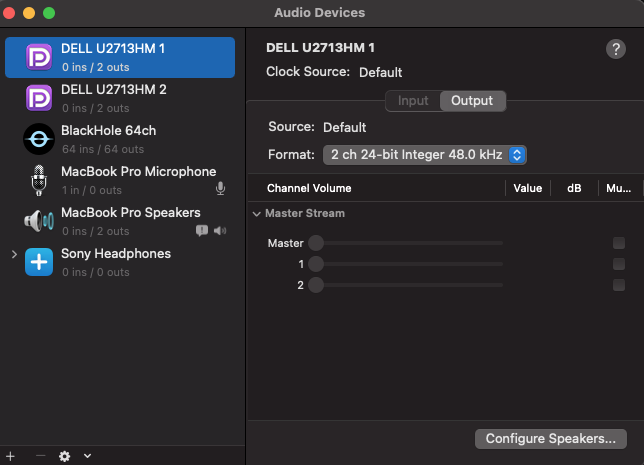 Audio Devices
DELL U2713HM 1
0 ins / 2 outs
DELL U2713HM 2
0 ins / 2 outs
BlackHole 64ch
64 ins / 64 outs
MacBook Pro Microphone
1 in / 0 outs
MacBook Pro Speakers
0 ins / 2 outs
Sony Headphones
0 ins / 0 outs
DELL U2713HM 1
?
Clock Source: Default
Input Output
Source: Default
Format: 2 ch 24-bit Integer 48.0 kHz
Channel Volume Value dB Mu...
Master Stream
Master
1
2
Configure Speakers...